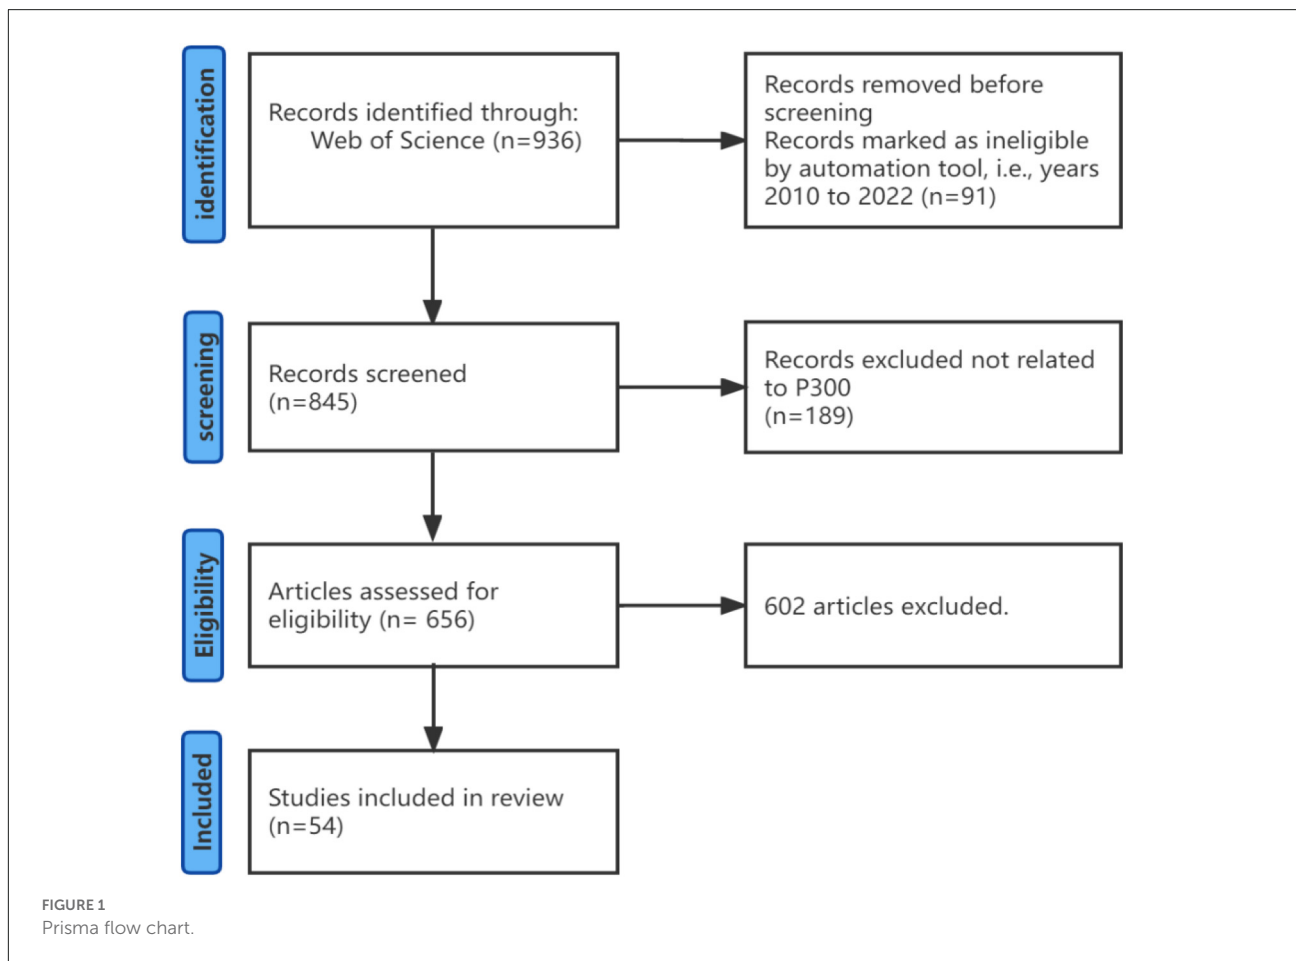 identification
Records identified through:
Web of Science (n=936)
Records removed before
screening
Records marked as ineligible
by automation tool, i.e., years
2010 to 2022 (n=91)
screening
Records screened
(n=845)
Records excluded not related
to P300
(n=189)
Eligibility
Articles assessed for
eligibility (n= 656)
602 articles excluded.
Included
Studies included in review
(n=54)
FIGURE 1
Prisma flow chart.